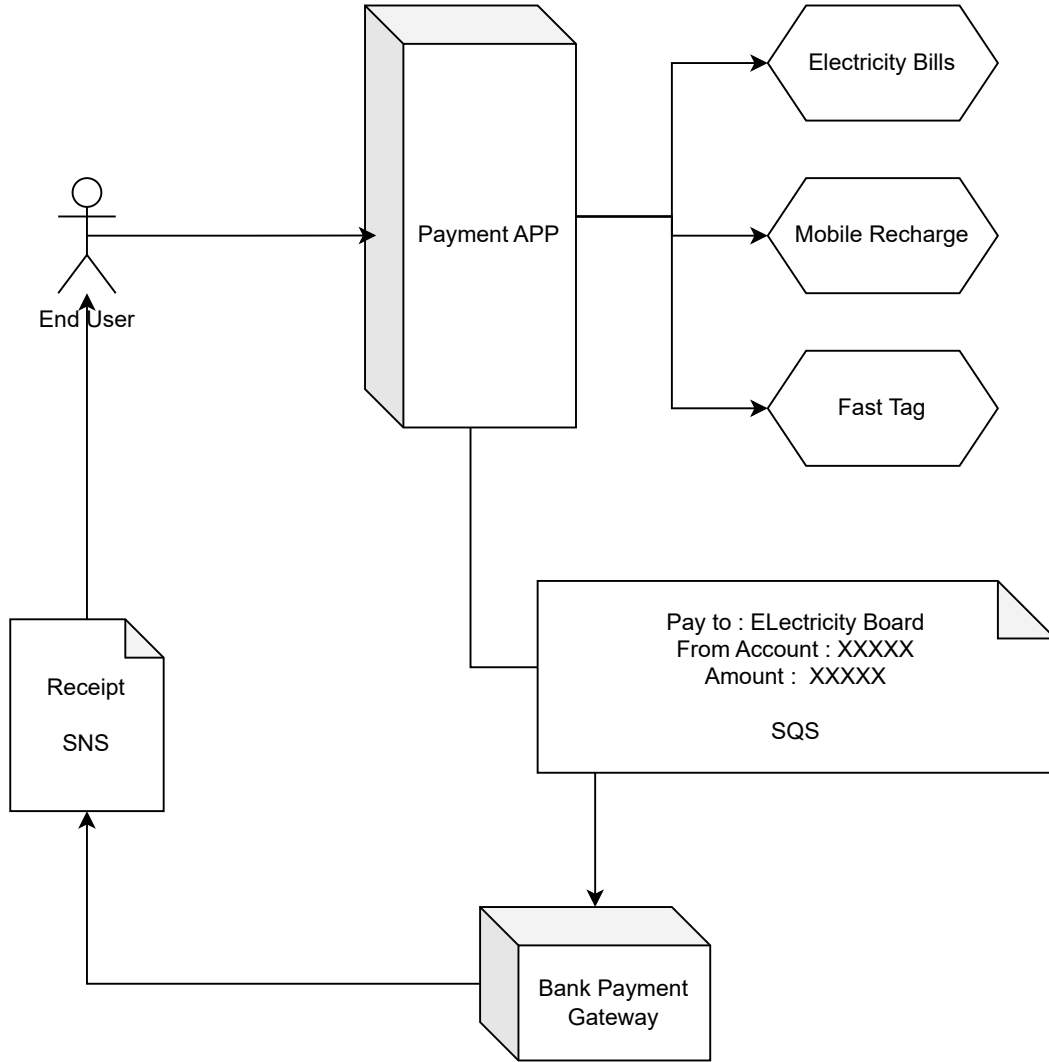 Electricity Bills
Payment APP
Mobile Recharge
End User
Fast Tag
Pay to : ELectricity Board
From Account : XXXXX
Amount :  XXXXX
SQS
Receipt
SNS
Bank Payment
Gateway